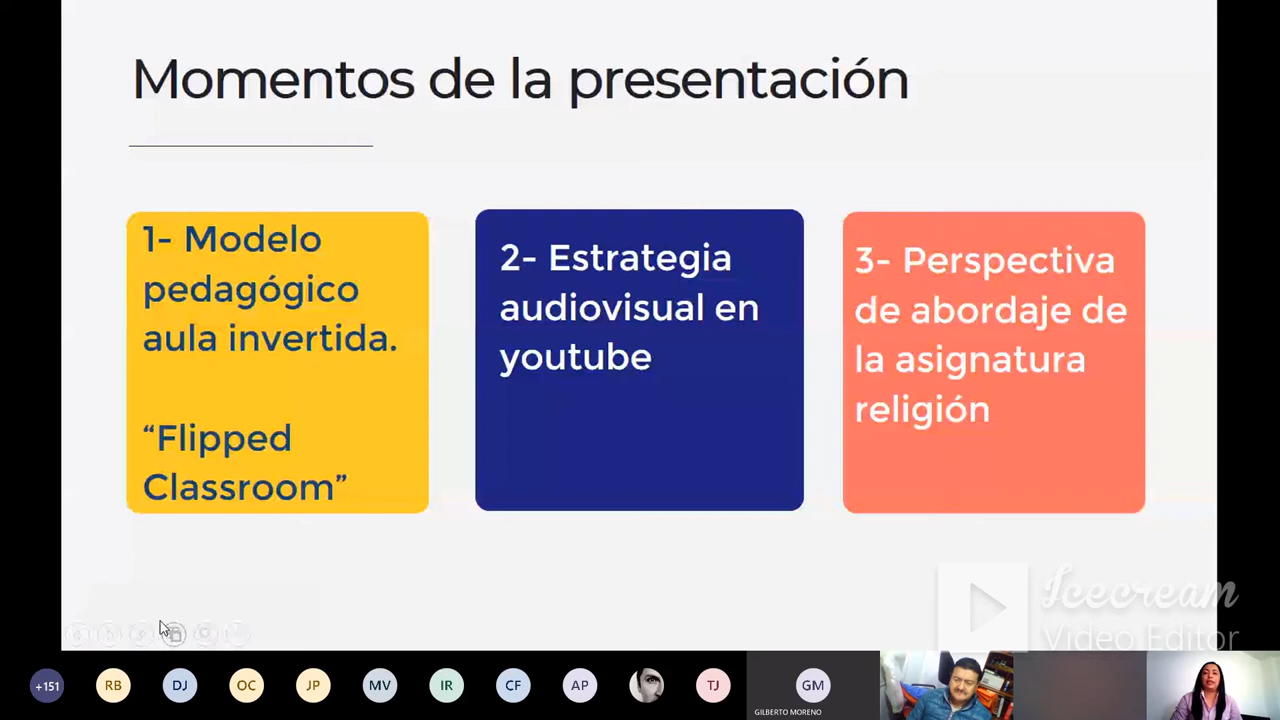 Momentos de la presentación
1- Modelo
pedagógico
aula invertida.
“Flipped
Classroom”
2- Estrategia
audiovisual en
youtube
3- Perspectiva
de abordaje de
la asignatura
religión
Icecream
Video Editor
+151
RB
DJ
OC
JP
MV
IR
CF
AP
TJ
GM
GILBERTO MORENO